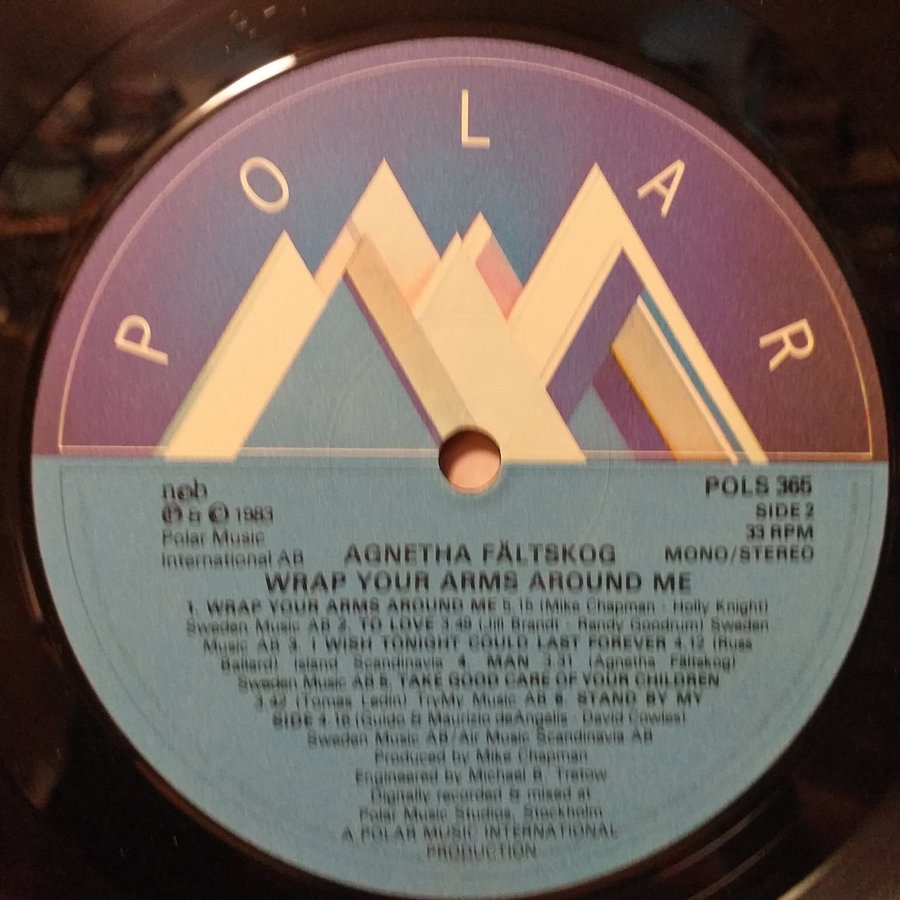 POLAR
n©b
℗ & © 1983
Polar Music
International AB
POLS 365
SIDE 2
33 RPM
MONO/STEREO
AGNETHA FÄLTSKOG
WRAP YOUR ARMS AROUND ME
1. WRAP YOUR ARMS AROUND ME 5.15 (Mike Chapman - Holly Knight)
Sweden Music AB 2. TO LOVE 3.49 (Jill Brandt - Randy Goodrum) Sweden
Music AB 3. I WISH TONIGHT COULD LAST FOREVER 4.12 (Russ
Ballard) Island Scandinavia 4. MAN 3.31 (Agnetha Fältskog)
Sweden Music AB 5. TAKE GOOD CARE OF YOUR CHILDREN
3.42 (Tomas Ledin) TryMy Music AB 6. STAND BY MY
SIDE 4.16 (Guido & Maurizio deAngelis - David Cowles)
Sweden Music AB/Air Music Scandinavia AB
Produced by Mike Chapman
Engineered by Michael B. Tretow
Digitally recorded & mixed at
Polar Music Studios, Stockholm
A POLAR MUSIC INTERNATIONAL
PRODUCTION